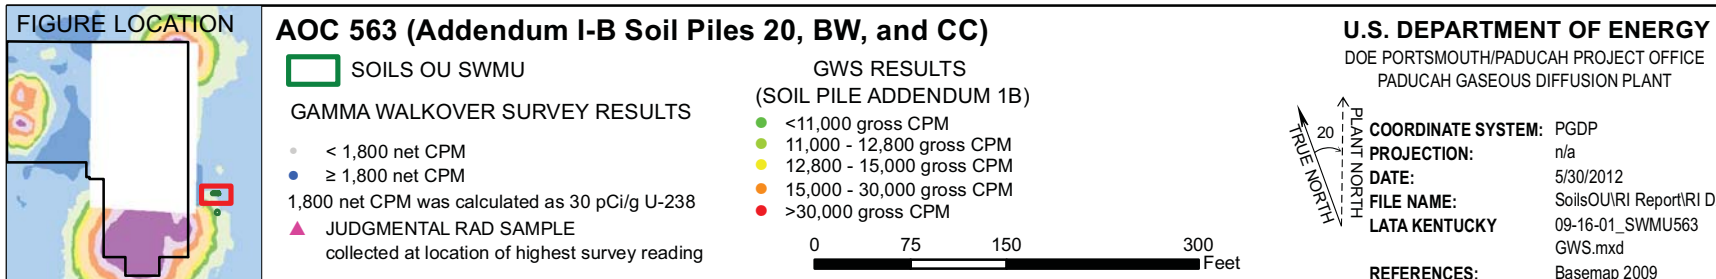 FIGURE LOCATION
AOC 563 (Addendum I-B Soil Piles 20, BW, and CC)
SOILS OU SWMU
GAMMA WALKOVER SURVEY RESULTS
< 1,800 net CPM
≥ 1,800 net CPM
1,800 net CPM was calculated as 30 pCi/g U-238
JUDGMENTAL RAD SAMPLE
collected at location of highest survey reading
GWS RESULTS
(SOIL PILE ADDENDUM 1B)
<11,000 gross CPM
11,000 - 12,800 gross CPM
12,800 - 15,000 gross CPM
15,000 - 30,000 gross CPM
>30,000 gross CPM
0 75 150 300
Feet
U.S. DEPARTMENT OF ENERGY
DOE PORTSMOUTH/PADUCAH PROJECT OFFICE
PADUCAH GASEOUS DIFFUSION PLANT
TRUE NORTH
20
PLANT NORTH
COORDINATE SYSTEM: PGDP
PROJECTION: n/a
DATE: 5/30/2012
FILE NAME: SoilsOU\RI Report\RI D
LATA KENTUCKY 09-16-01_SWMU563
GWS.mxd
REFERENCES: Basemap 2009